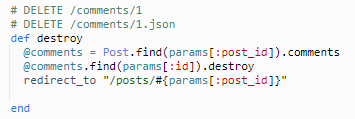 # DELETE /comments/1
# DELETE /comments/1.json
def destroy
@comments = Post.find(params[:post_id]).comments
@comments.find(params[:id]).destroy
redirect_to "/posts/#{params[:post_id]}"
end